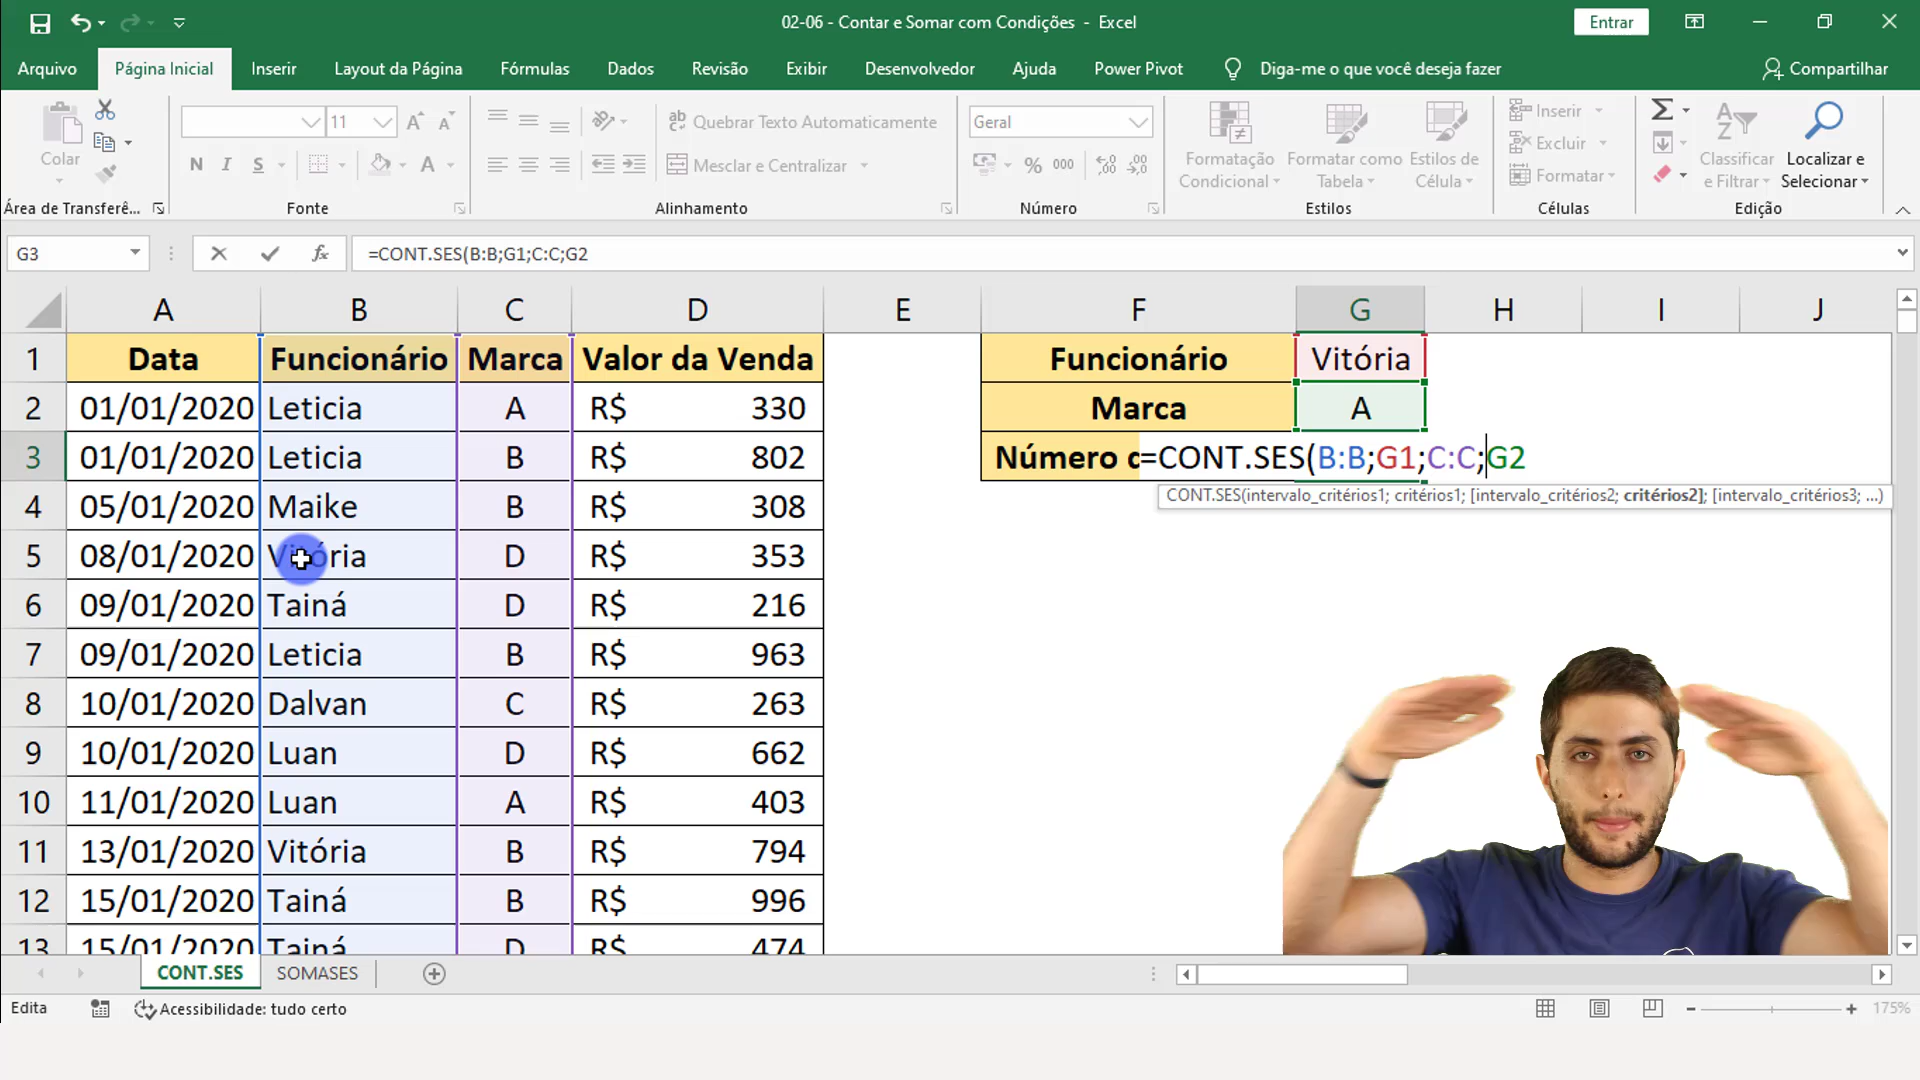 02-06 - Contar e Somar com Condições - Excel
Entrar
Arquivo Página Inicial Inserir Layout da Página Fórmulas Dados Revisão Exibir Desenvolvedor Ajuda Power Pivot Diga-me o que você deseja fazer Compartilhar
Colar
11
N I S
Quebrar Texto Automaticamente
Mesclar e Centralizar
Geral
% 000
Formatação Condicional
Formatar como Tabela
Estilos de Célula
Inserir
Excluir
Formatar
Classificar e Filtrar
Localizar e Selecionar
Área de Transferê... Fonte Alinhamento Número Estilos Células Edição
G3 fx =CONT.SES(B:B;G1;C:C;G2
A B C D E F G H I J
1 Data Funcionário Marca Valor da Venda Funcionário Vitória
2 01/01/2020 Leticia A R$ 330 Marca A
3 01/01/2020 Leticia B R$ 802 Número =CONT.SES(B:B;G1;C:C;G2
CONT.SES(intervalo_critérios1; critérios1; [intervalo_critérios2; critérios2]; [intervalo_critérios3; ...)
4 05/01/2020 Maike B R$ 308
5 08/01/2020 Vitória D R$ 353
6 09/01/2020 Tainá D R$ 216
7 09/01/2020 Leticia B R$ 963
8 10/01/2020 Dalvan C R$ 263
9 10/01/2020 Luan D R$ 662
10 11/01/2020 Luan A R$ 403
11 13/01/2020 Vitória B R$ 794
12 15/01/2020 Tainá B R$ 996
13 15/01/2020 Tainá D R$ 474
CONT.SES SOMASES
Edita Acessibilidade: tudo certo 175%